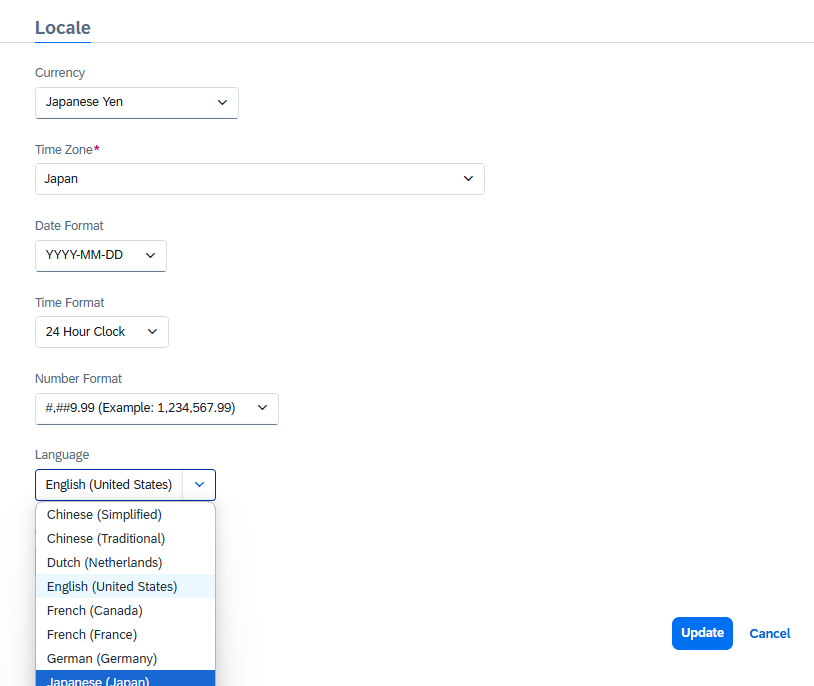 Locale
Currency
Japanese Yen
Time Zone*
Japan
Date Format
YYYY-MM-DD
Time Format
24 Hour Clock
Number Format
#,##9.99 (Example: 1,234,567.99)
Language
English (United States)
Chinese (Simplified)
Chinese (Traditional)
Dutch (Netherlands)
English (United States)
French (Canada)
French (France)
German (Germany)
Japanese (Japan)
Update
Cancel